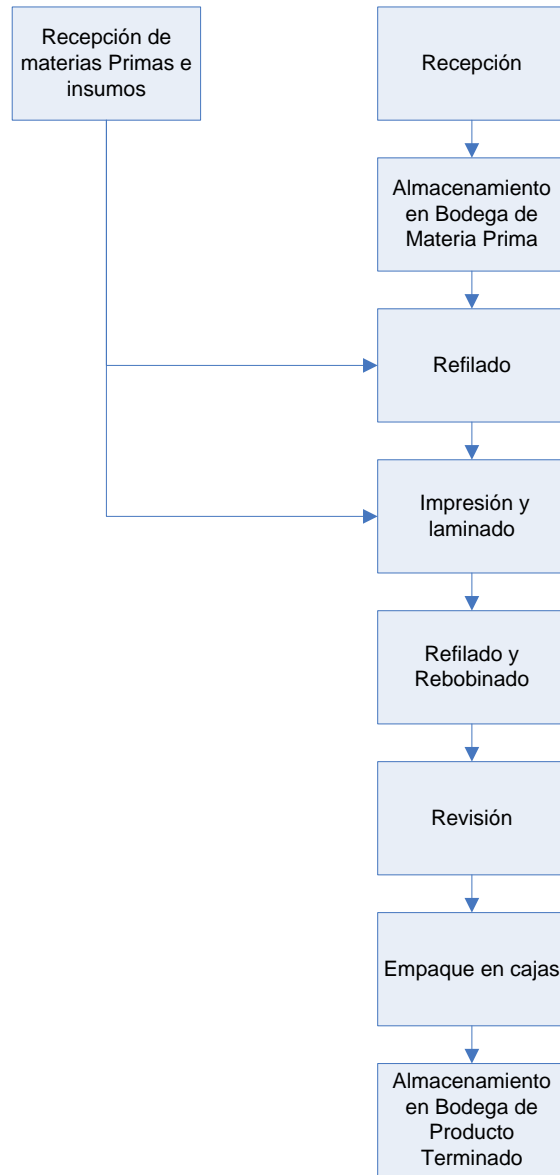 Recepción de
materias Primas e
insumos
Recepción
Almacenamiento
en Bodega de
Materia Prima
Refilado
Impresión y
laminado
Refilado y
Rebobinado
Revisión
Empaque en cajas
Almacenamiento
en Bodega de
Producto
Terminado